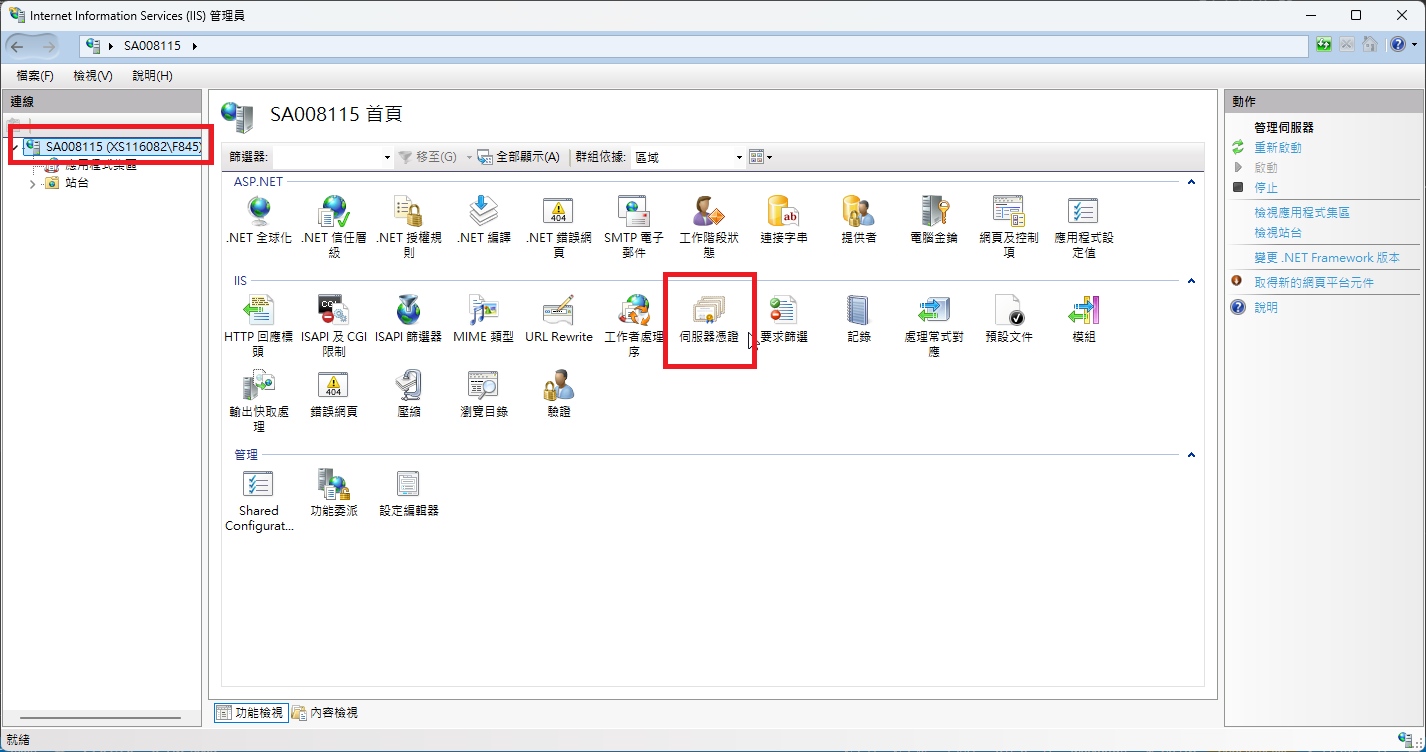 Internet Information Services (IIS) 管理員
SA008115
檔案(F) 檢視(V) 說明(H)
連線
SA008115 (XS116082\F845)
應用程式集區
站台
SA008115 首頁
篩選器: 移至(G) 全部顯示(A) 群組依據: 區域
ASP.NET
.NET 全球化
.NET 信任層
級
.NET 授權規
則
.NET 編譯
.NET 錯誤網
頁
SMTP 電子
郵件
工作階段狀
態
連接字串
提供者
電腦金鑰
網頁及控制
項
應用程式設
定值
IIS
HTTP 回應標
頭
ISAPI 及 CGI
限制
ISAPI 篩選器
MIME 類型
URL Rewrite
工作者處理
序
伺服器憑證
要求篩選
記錄
處理常式對
應
預設文件
模組
輸出快取處
理
錯誤網頁
壓縮
瀏覽目錄
驗證
管理
Shared
Configurat...
功能委派
設定編輯器
功能檢視 內容檢視
動作
管理伺服器
重新啟動
啟動
停止
檢視應用程式集區
檢視站台
變更 .NET Framework 版本
取得新的網頁平台元件
說明
就緒